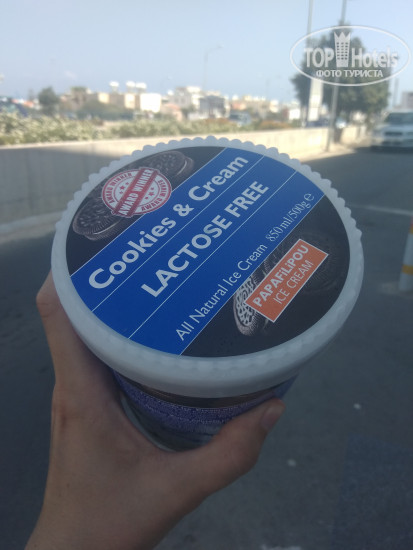 TOP Hotels
ФОТО ТУРИСТА
AWARD WINNER
Cookies & Cream
LACTOSE FREE
All Natural Ice Cream 850ml/500g e
PAPAFILIPOU
ICE CREAM